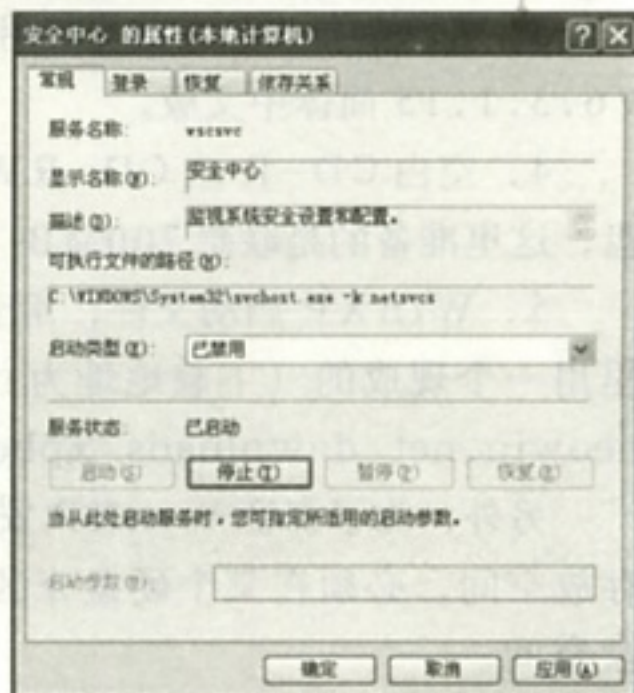 安全中心 的属性(本地计算机)
常规 登录 恢复 依存关系
服务名称: wscsvc
显示名称(N): 安全中心
描述(D): 监视系统安全设置和配置。
可执行文件的路径(H):
C:\WINDOWS\System32\svchost.exe -k netsvcs
启动类型(E): 已禁用
服务状态: 已启动
启动(S) 停止(T) 暂停(P) 恢复(R)
当从此处启动服务时,您可指定所适用的启动参数。
启动参数(M):
确定 取消 应用(A)